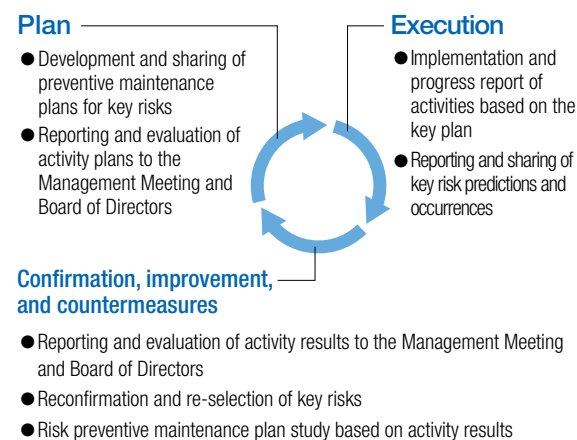 Plan
● Development and sharing of
preventive maintenance
plans for key risks
● Reporting and evaluation of
activity plans to the
Management Meeting and
Board of Directors
Execution
● Implementation and
progress report of
activities based on the
key plan
● Reporting and sharing of
key risk predictions and
occurrences
Confirmation, improvement,
and countermeasures
● Reporting and evaluation of activity results to the Management Meeting
and Board of Directors
● Reconfirmation and re-selection of key risks
● Risk preventive maintenance plan study based on activity results